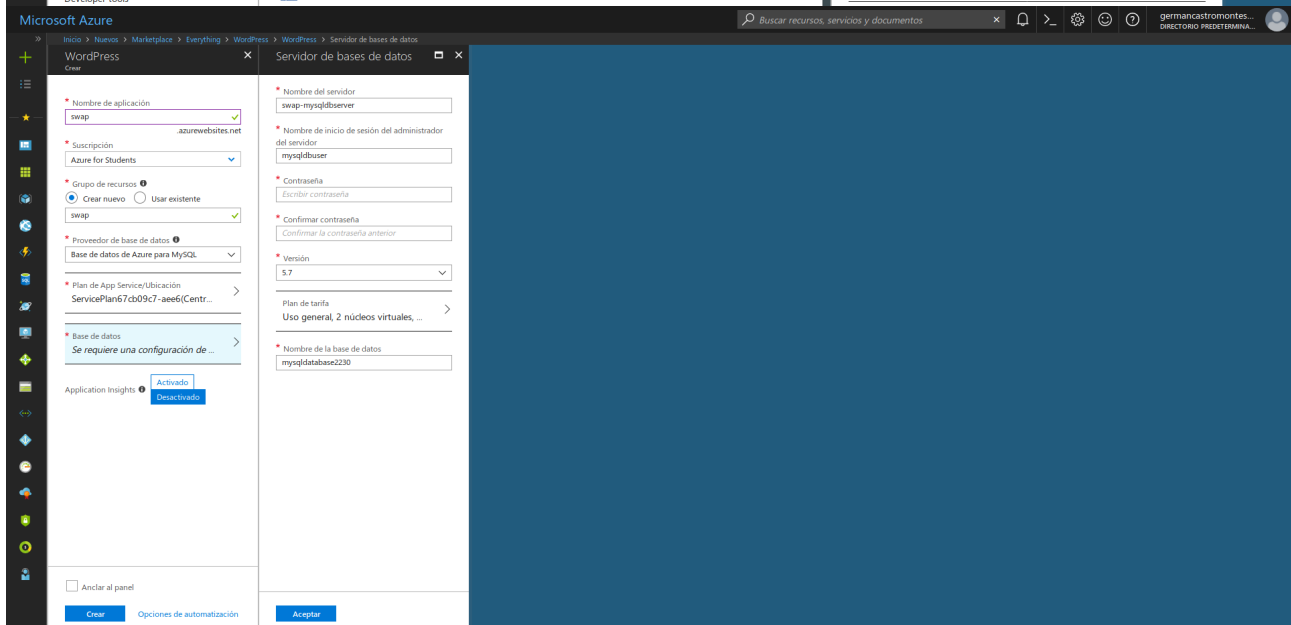 Developer tools
Microsoft Azure
Buscar recursos, servicios y documentos
germancastromontes...
DIRECTORIO PREDETERMINA...
Inicio > Nuevos > Marketplace > Everything > WordPress > WordPress > Servidor de bases de datos
WordPress
Crear
* Nombre de aplicación
swap
.azurewebsites.net
* Suscripción
Azure for Students
* Grupo de recursos
Crear nuevo Usar existente
swap
* Proveedor de base de datos
Base de datos de Azure para MySQL
* Plan de App Service/Ubicación
ServicePlan67cb09c7-aee6(Centr...
* Base de datos
Se requiere una configuración de ...
Application Insights
Activado
Desactivado
Anclar al panel
Crear Opciones de automatización
Servidor de bases de datos
* Nombre del servidor
swap-mysqldbserver
* Nombre de inicio de sesión del administrador
del servidor
mysqldbuser
* Contraseña
Escribir contraseña
* Confirmar contraseña
Confirmar la contraseña anterior
* Versión
5.7
Plan de tarifa
Uso general, 2 núcleos virtuales, ...
* Nombre de la base de datos
mysqldatabase2230
Aceptar